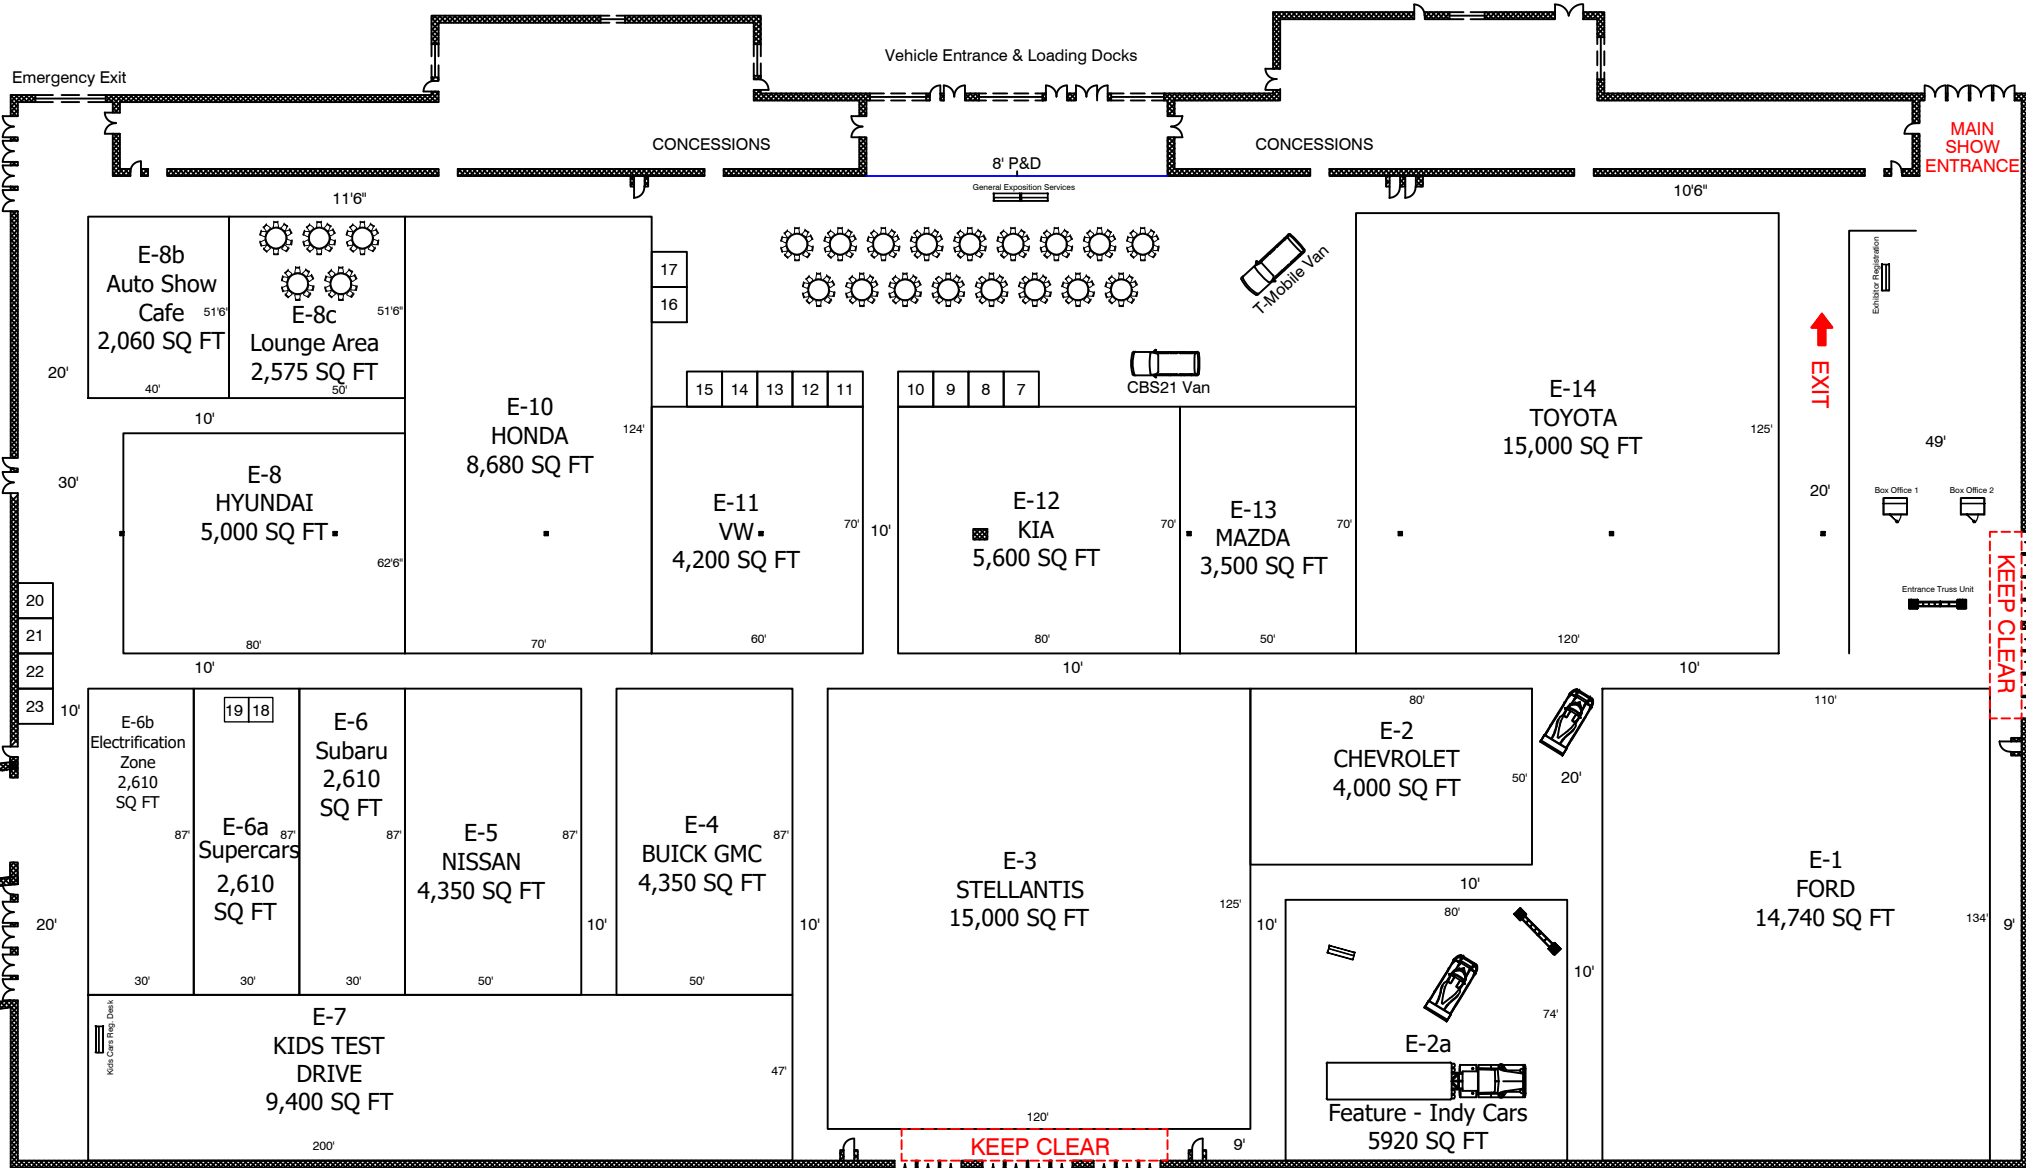 Vehicle Entrance & Loading Docks
Emergency Exit
CONCESSIONS
CONCESSIONS
MAIN
SHOW
ENTRANCE
8' P&D
General Exposition Services
11'6"
10'6"
E-8b
Auto Show
Cafe
2,060 SQ FT
51'6"
40'
E-8c
Lounge Area
2,575 SQ FT
51'6"
50'
17
16
T-Mobile Van
CBS21 Van
Exhibitor Registration
EXIT
20'
10'
30'
E-10
HONDA
8,680 SQ FT
124'
70'
15
14
13
12
11
10
9
8
7
E-14
TOYOTA
15,000 SQ FT
125'
120'
49'
20'
Box Office 1
Box Office 2
Entrance Truss Unit
KEEP CLEAR
E-8
HYUNDAI
5,000 SQ FT
62'6"
80'
E-11
VW
4,200 SQ FT
70'
60'
10'
E-12
KIA
5,600 SQ FT
70'
80'
E-13
MAZDA
3,500 SQ FT
70'
50'
20
21
22
23
10'
10'
10'
10'
E-6b
Electrification
Zone
2,610
SQ FT
87'
30'
19
18
E-6a
Supercars
2,610
SQ FT
87'
30'
E-6
Subaru
2,610
SQ FT
87'
30'
E-5
NISSAN
4,350 SQ FT
87'
50'
10'
E-4
BUICK GMC
4,350 SQ FT
87'
50'
10'
E-3
STELLANTIS
15,000 SQ FT
125'
120'
80'
E-2
CHEVROLET
4,000 SQ FT
50'
20'
110'
E-1
FORD
14,740 SQ FT
134'
9'
20'
10'
10'
80'
10'
74'
E-2a
Feature - Indy Cars
5920 SQ FT
Kids Cars Reg. Desk
E-7
KIDS TEST
DRIVE
9,400 SQ FT
47'
200'
KEEP CLEAR
9'